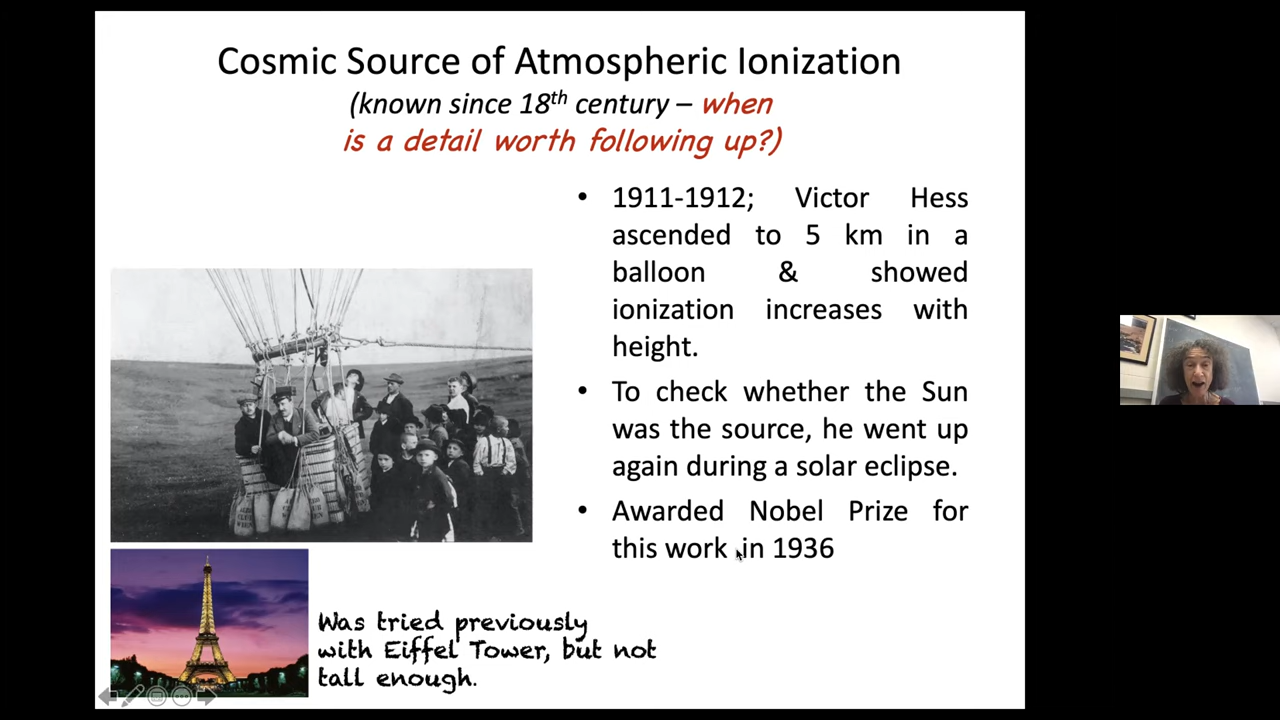 Cosmic Source of Atmospheric Ionization
(known since 18th century – when
is a detail worth following up?)
• 1911-1912; Victor Hess
ascended to 5 km in a
balloon & showed
ionization increases with
height.
• To check whether the Sun
was the source, he went up
again during a solar eclipse.
• Awarded Nobel Prize for
this work in 1936
Was tried previously
with Eiffel Tower, but not
tall enough.